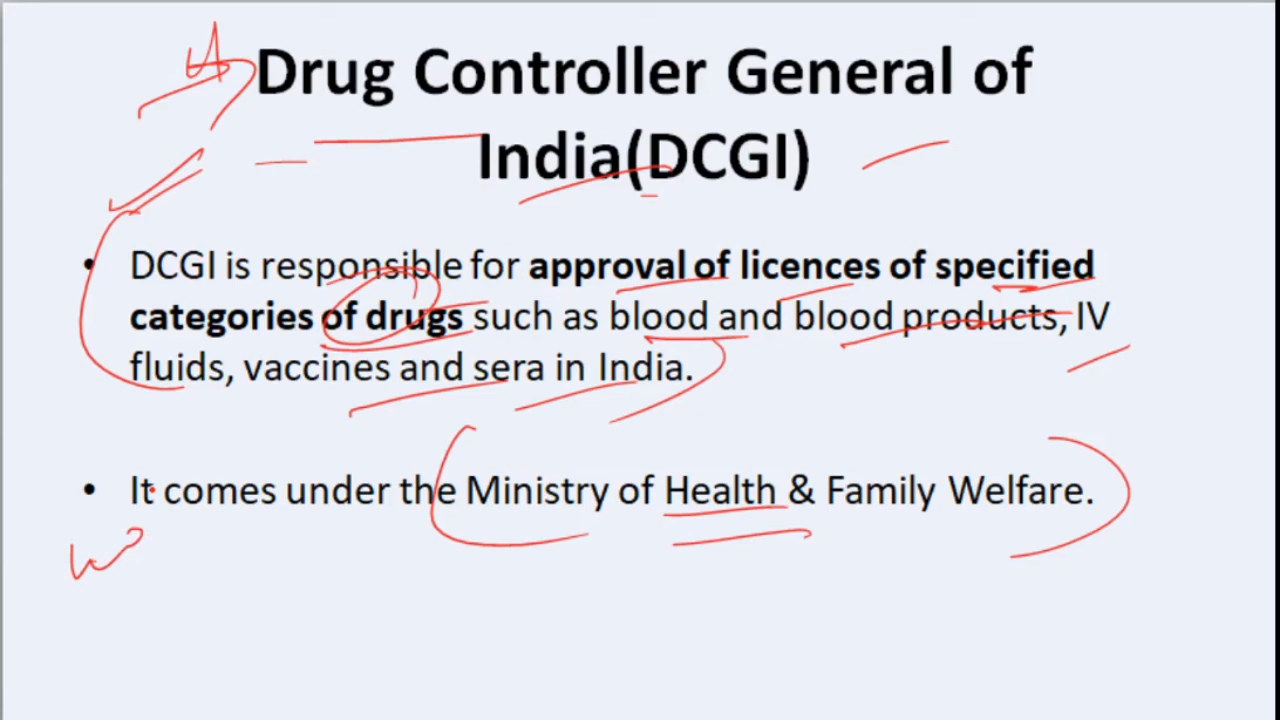 Drug Controller General of
India(DCGI)
• DCGI is responsible for approval of licences of specified
categories of drugs such as blood and blood products, IV
fluids, vaccines and sera in India.
• It comes under the Ministry of Health & Family Welfare.